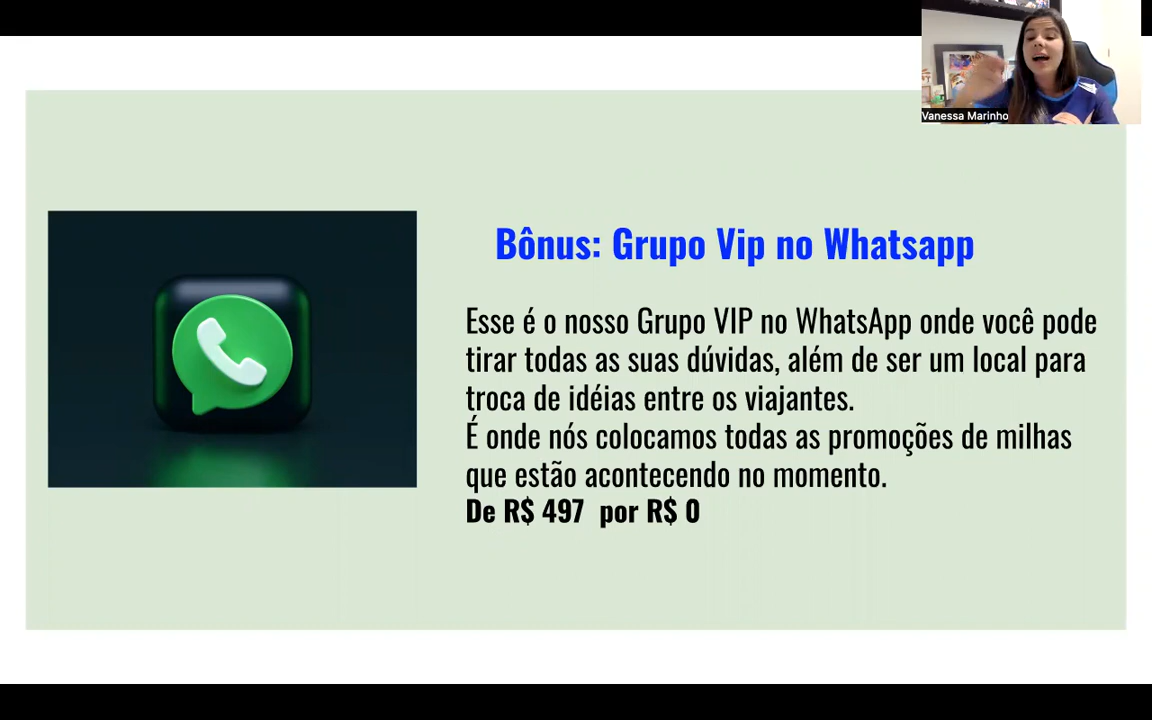 Vanessa Marinho
Bônus: Grupo Vip no Whatsapp
Esse é o nosso Grupo VIP no WhatsApp onde você pode
tirar todas as suas dúvidas, além de ser um local para
troca de idéias entre os viajantes.
É onde nós colocamos todas as promoções de milhas
que estão acontecendo no momento.
De R$ 497 por R$ 0